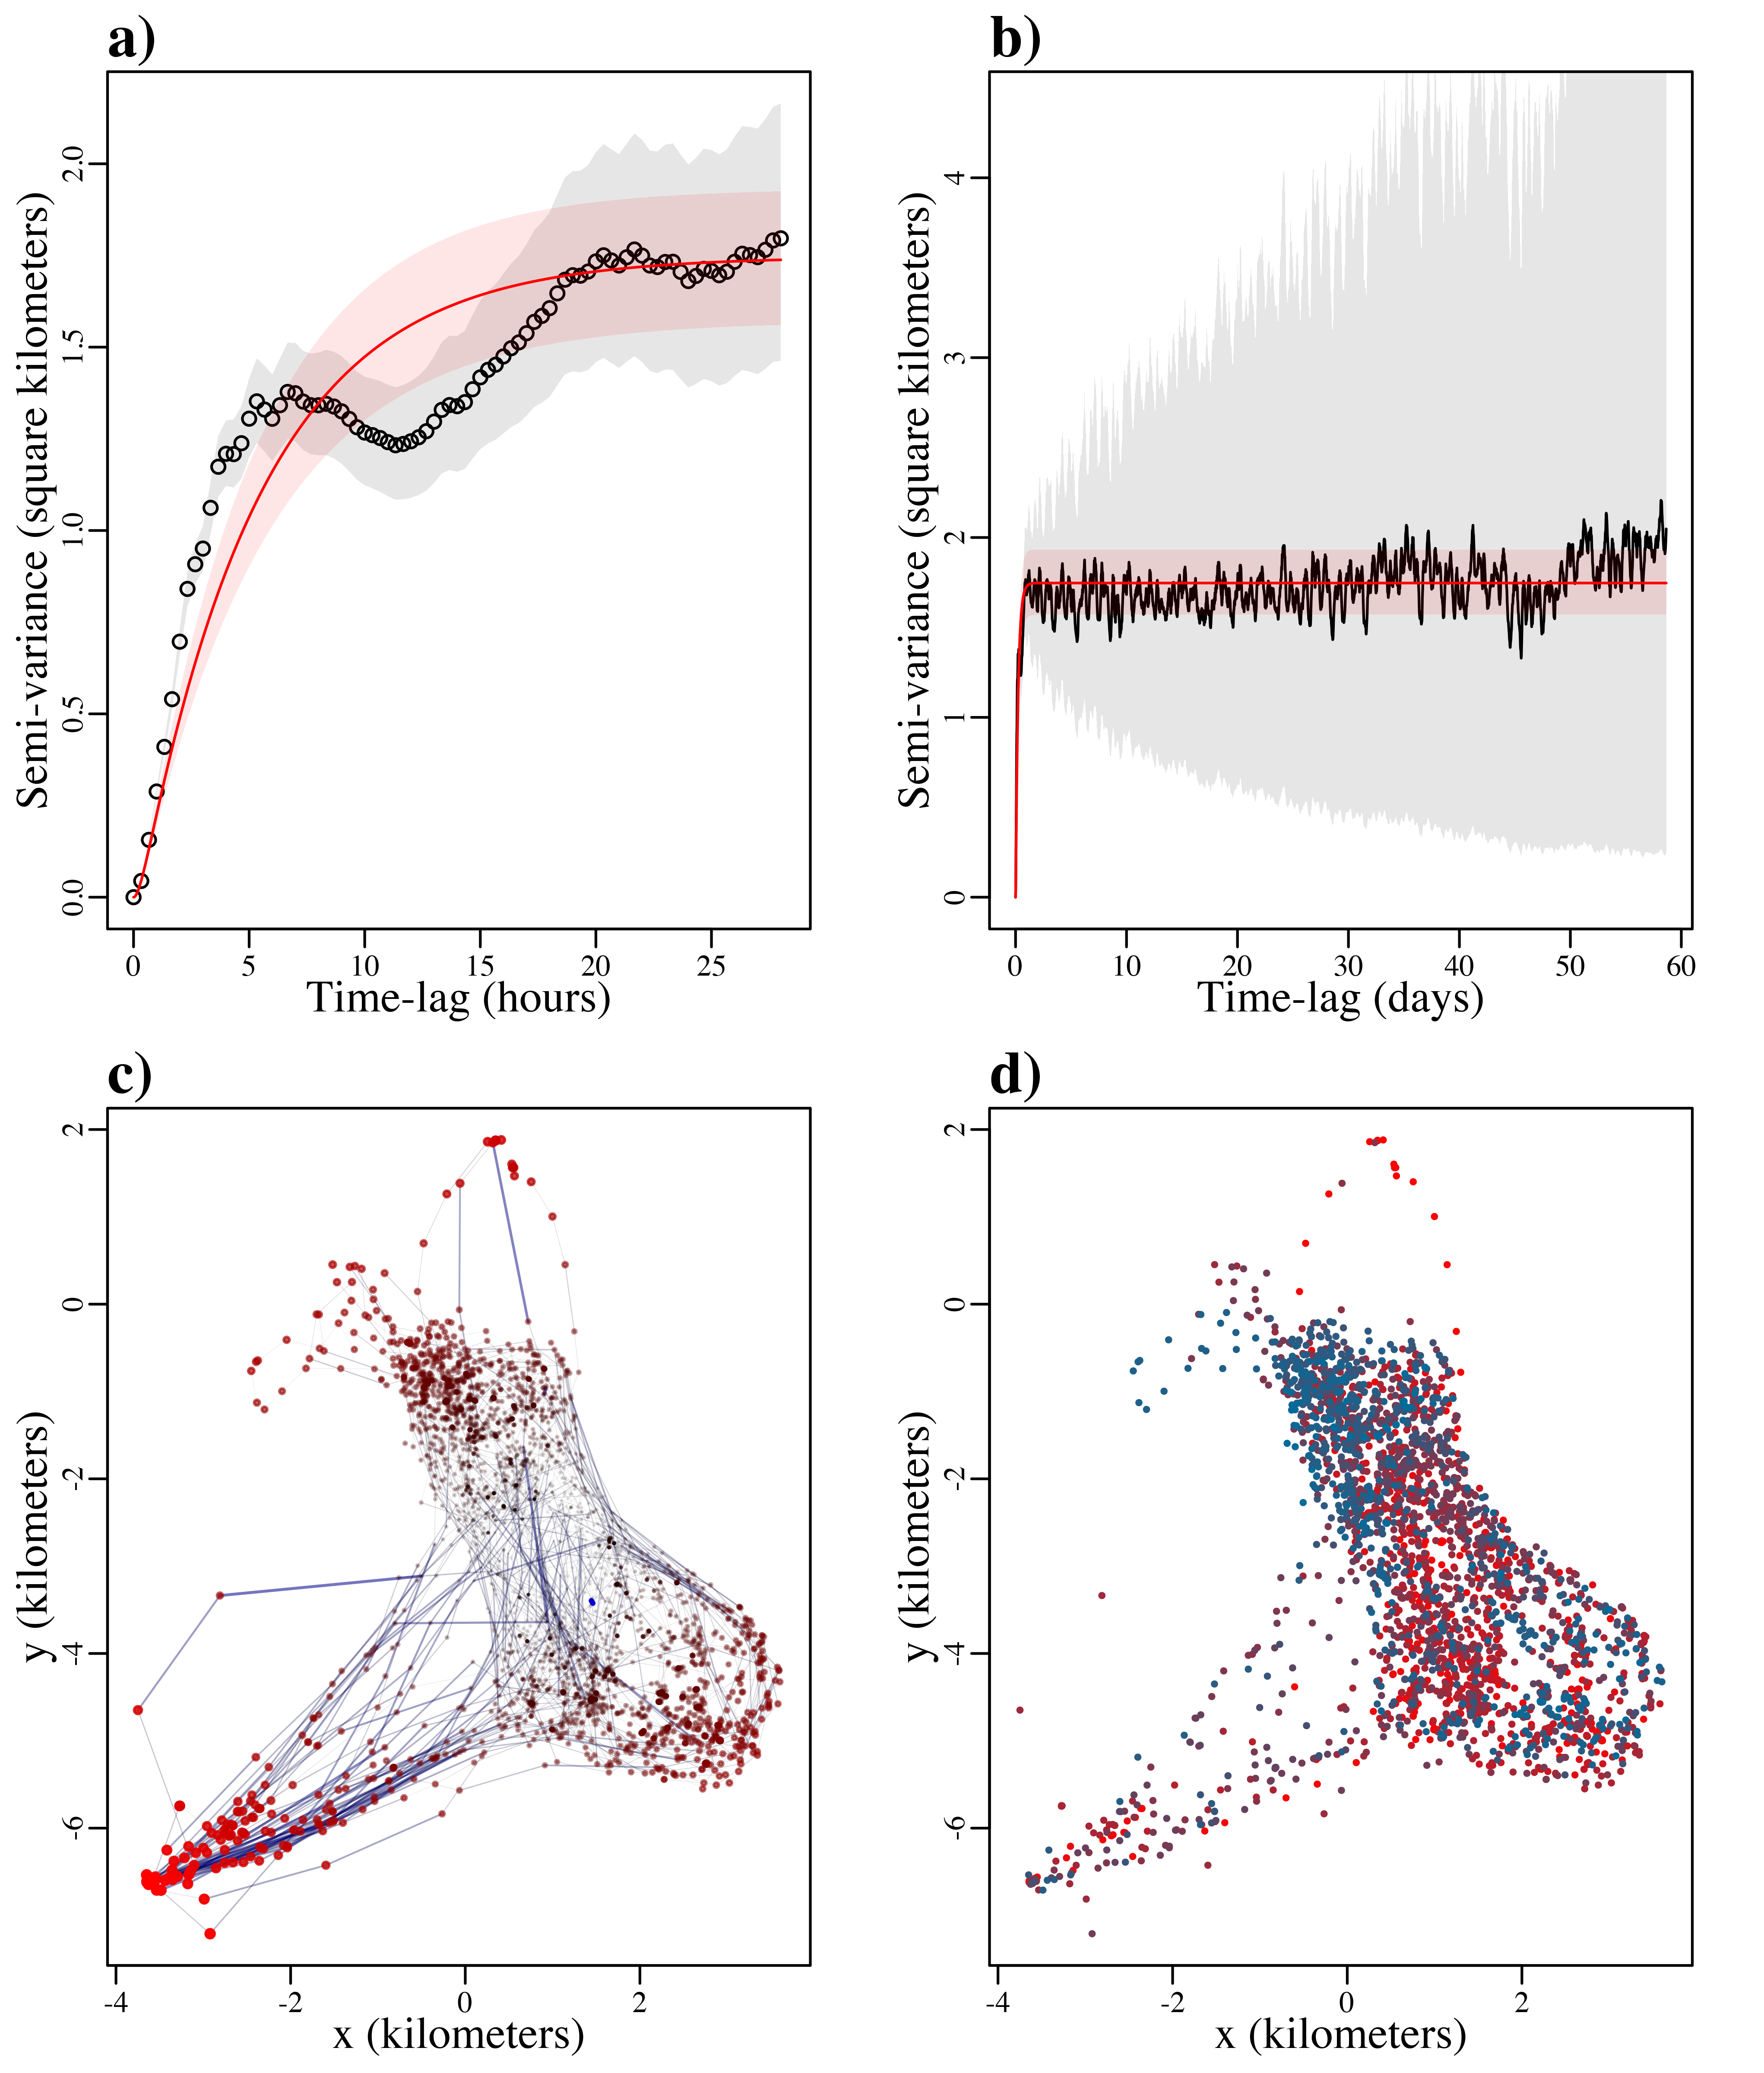 a)
Semi-variance (square kilometers)
0.0 0.5 1.0 1.5 2.0
0 5 10 15 20 25
Time-lag (hours)
b)
Semi-variance (square kilometers)
0 1 2 3 4
0 10 20 30 40 50 60
Time-lag (days)
c)
y (kilometers)
-6 -4 -2 0 2
-4 -2 0 2
x (kilometers)
d)
y (kilometers)
-6 -4 -2 0 2
-4 -2 0 2
x (kilometers)